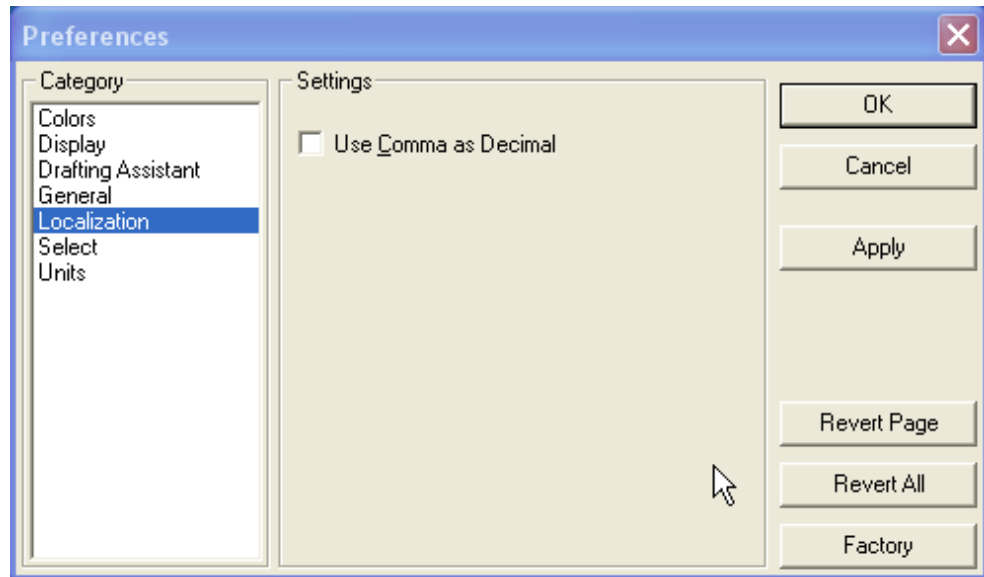 Preferences
Category
Colors
Display
Drafting Assistant
General
Localization
Select
Units
Settings
Use Comma as Decimal
OK
Cancel
Apply
Revert Page
Revert All
Factory